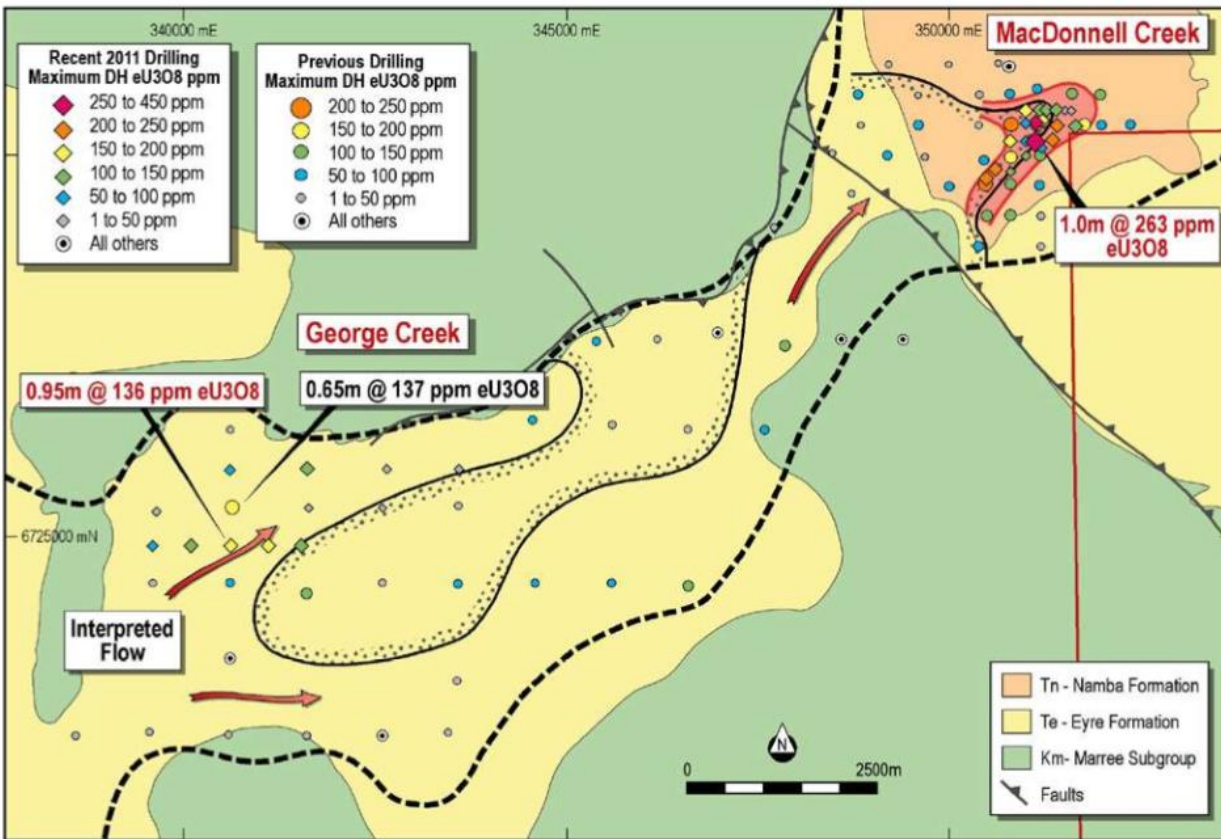 340000 mE
345000 mE
350000 mE
Recent 2011 Drilling
Maximum DH eU3O8 ppm
250 to 450 ppm
200 to 250 ppm
150 to 200 ppm
100 to 150 ppm
50 to 100 ppm
1 to 50 ppm
All others
Previous Drilling
Maximum DH eU3O8 ppm
200 to 250 ppm
150 to 200 ppm
100 to 150 ppm
50 to 100 ppm
1 to 50 ppm
All others
MacDonnell Creek
1.0m @ 263 ppm
eU3O8
George Creek
0.95m @ 136 ppm eU3O8
0.65m @ 137 ppm eU3O8
6725000 mN
Interpreted
Flow
N
0
2500m
Tn - Namba Formation
Te - Eyre Formation
Km- Marree Subgroup
Faults